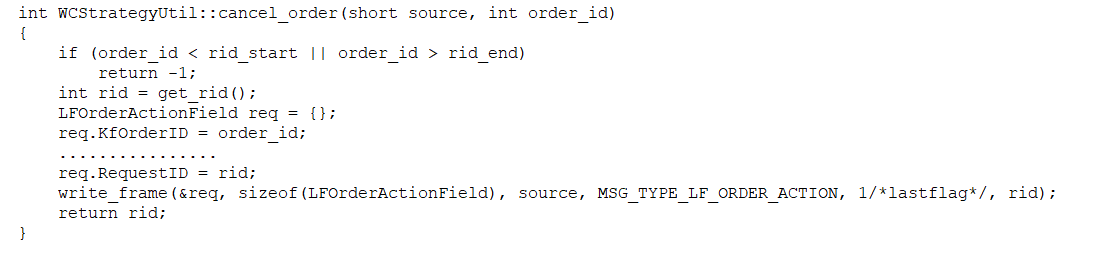 int WCStrategyUtil::cancel_order(short source, int order_id)
{
    if (order_id < rid_start || order_id > rid_end)
        return -1;
    int rid = get_rid();
    LFOrderActionField req = {};
    req.KfOrderID = order_id;
    ................
    req.RequestID = rid;
    write_frame(&req, sizeof(LFOrderActionField), source, MSG_TYPE_LF_ORDER_ACTION, 1/*lastflag*/, rid);
    return rid;
}